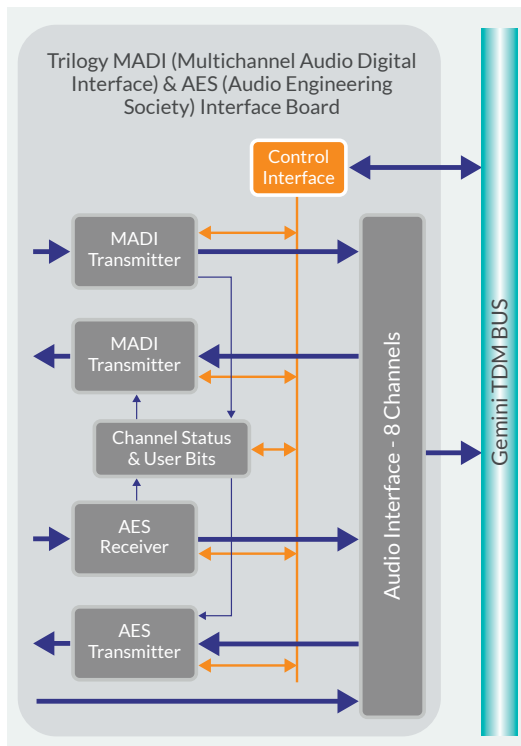 Trilogy MADI (Multichannel Audio Digital
Interface) & AES (Audio Engineering
Society) Interface Board
Control
Interface
MADI
Transmitter
MADI
Transmitter
Channel Status
& User Bits
AES
Receiver
AES
Transmitter
Audio Interface - 8 Channels
Gemini TDM BUS